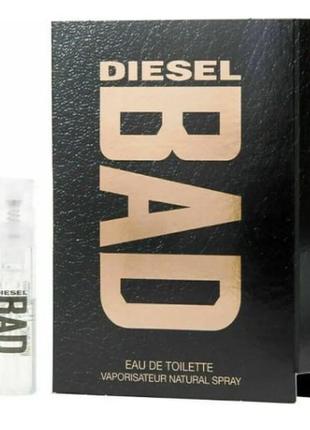 DIESEL
BAD
DIESEL
BAD
EAU DE TOILETTE
VAPORISATEUR NATURAL SPRAY